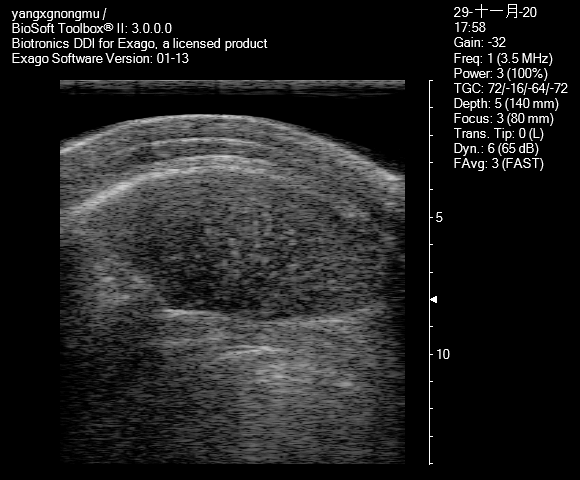 yangxgnongmu /
BioSoft Toolbox® II: 3.0.0.0
Biotronics DDI for Exago, a licensed product
Exago Software Version: 01-13
29-十一月-20
17:58
Gain: -32
Freq: 1 (3.5 MHz)
Power: 3 (100%)
TGC: 72/-16/-64/-72
Depth: 5 (140 mm)
Focus: 3 (80 mm)
Trans. Tip: 0 (L)
Dyn.: 6 (65 dB)
FAvg: 3 (FAST)
5
10